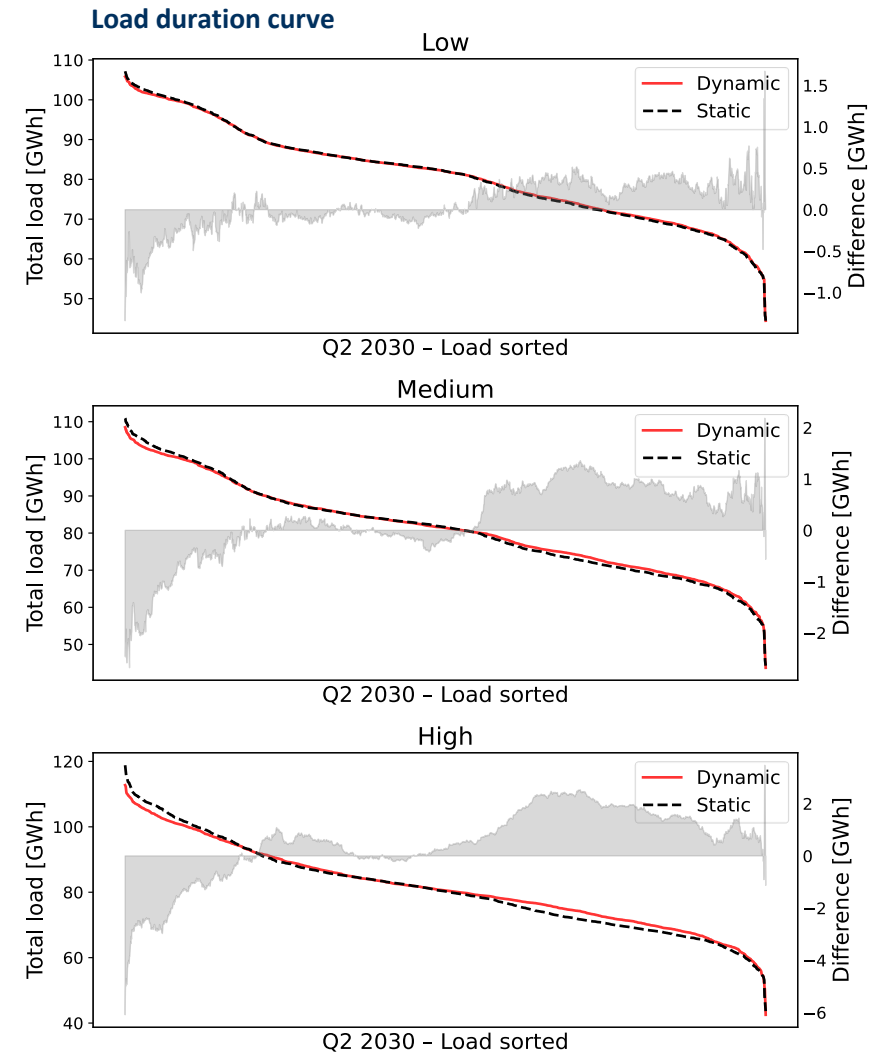 Load duration curve
Low
110
100
90
80
70
60
50
Total load [GWh]
Dynamic
Static
1.5
1.0
0.5
0.0
−0.5
−1.0
Difference [GWh]
Q2 2030 – Load sorted
Medium
110
100
90
80
70
60
50
Total load [GWh]
Dynamic
Static
2
1
0
−1
−2
Difference [GWh]
Q2 2030 – Load sorted
High
120
100
80
60
40
Total load [GWh]
Dynamic
Static
2
0
−2
−4
−6
Difference [GWh]
Q2 2030 – Load sorted